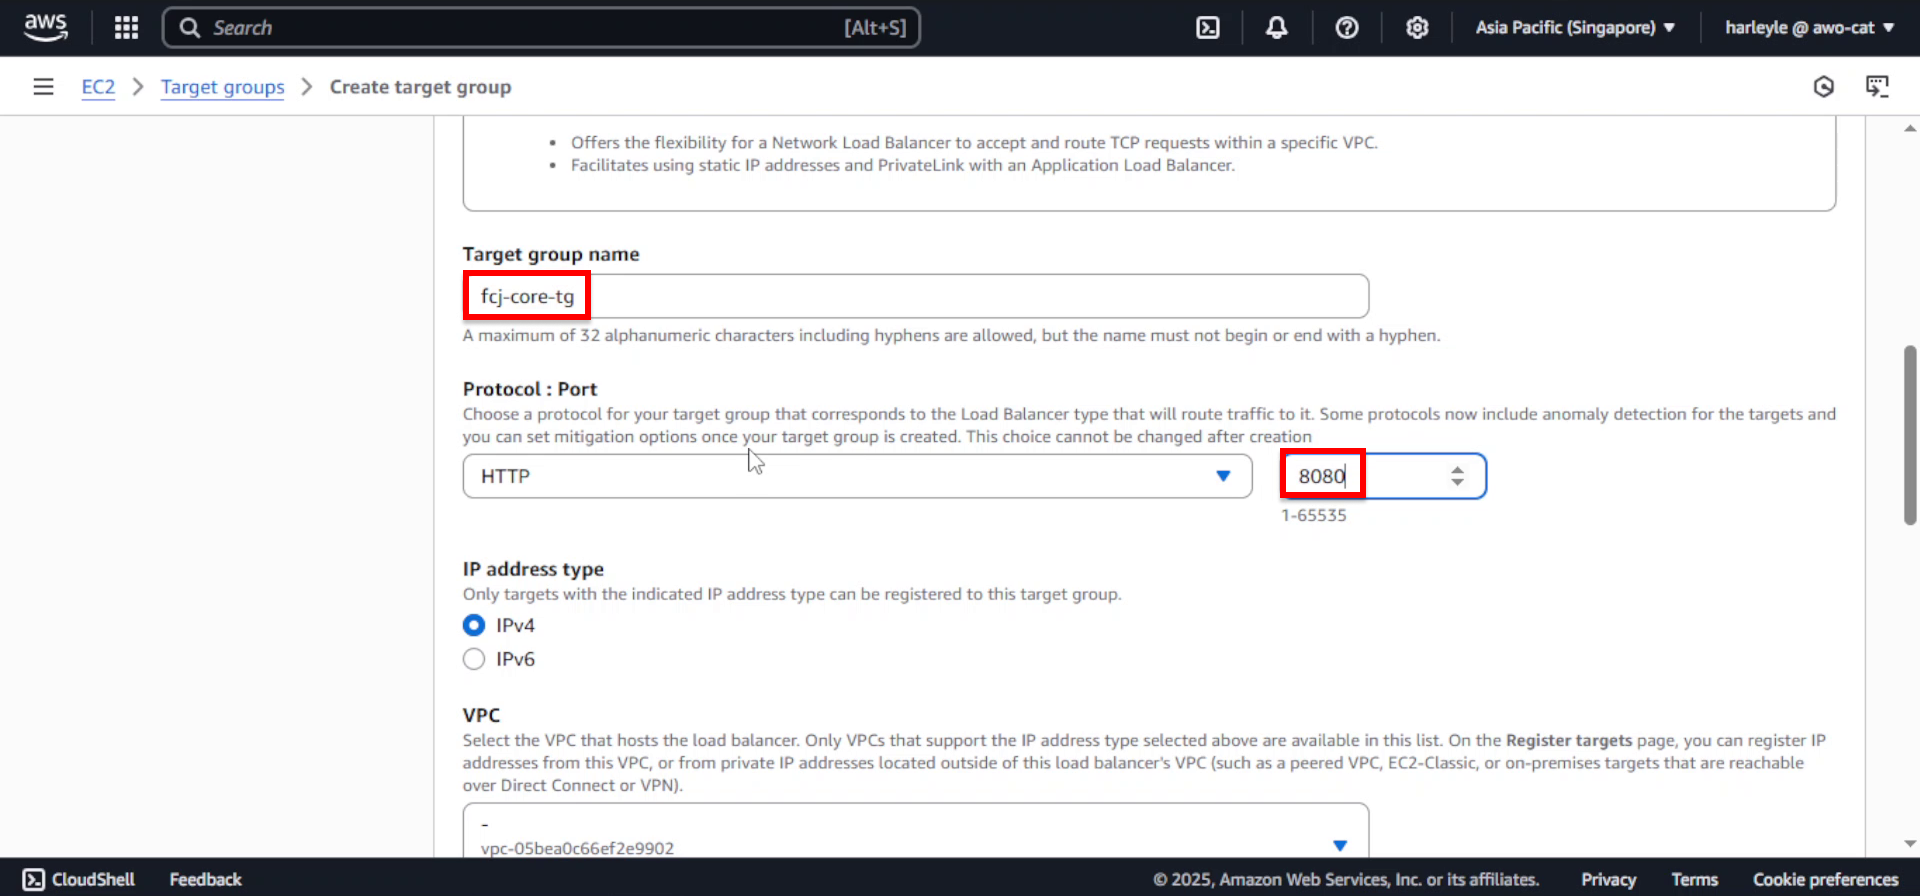 aws
Search
[Alt+S]
Asia Pacific (Singapore)
harleyle @ awo-cat
EC2
Target groups
Create target group
Offers the flexibility for a Network Load Balancer to accept and route TCP requests within a specific VPC.
Facilitates using static IP addresses and PrivateLink with an Application Load Balancer.
Target group name
fcj-core-tg
A maximum of 32 alphanumeric characters including hyphens are allowed, but the name must not begin or end with a hyphen.
Protocol : Port
Choose a protocol for your target group that corresponds to the Load Balancer type that will route traffic to it. Some protocols now include anomaly detection for the targets and
you can set mitigation options once your target group is created. This choice cannot be changed after creation
HTTP
8080
1-65535
IP address type
Only targets with the indicated IP address type can be registered to this target group.
IPv4
IPv6
VPC
Select the VPC that hosts the load balancer. Only VPCs that support the IP address type selected above are available in this list. On the Register targets page, you can register IP
addresses from this VPC, or from private IP addresses located outside of this load balancer's VPC (such as a peered VPC, EC2-Classic, or on-premises targets that are reachable
over Direct Connect or VPN).
-
vpc-05bea0c66ef2e9902
CloudShell
Feedback
© 2025, Amazon Web Services, Inc. or its affiliates.
Privacy
Terms
Cookie preferences